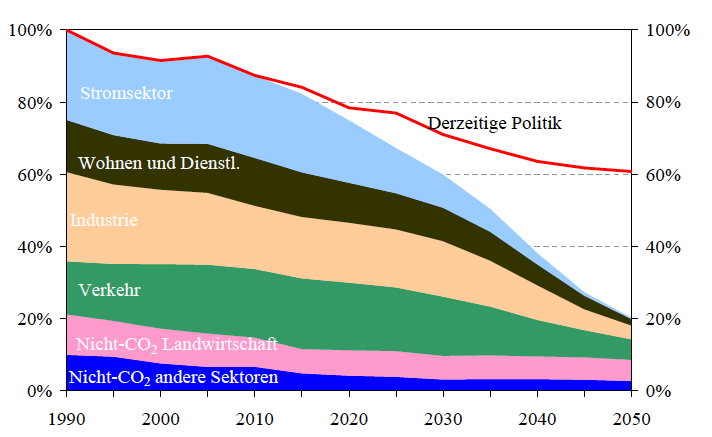 100% 100%
Stromsektor
80% 80%
Derzeitige Politik
Wohnen und Dienstl.
60% 60%
Industrie
40% 40%
Verkehr
20% 20%
Nicht-CO₂ Landwirtschaft
Nicht-CO₂ andere Sektoren
0% 0%
1990 2000 2010 2020 2030 2040 2050